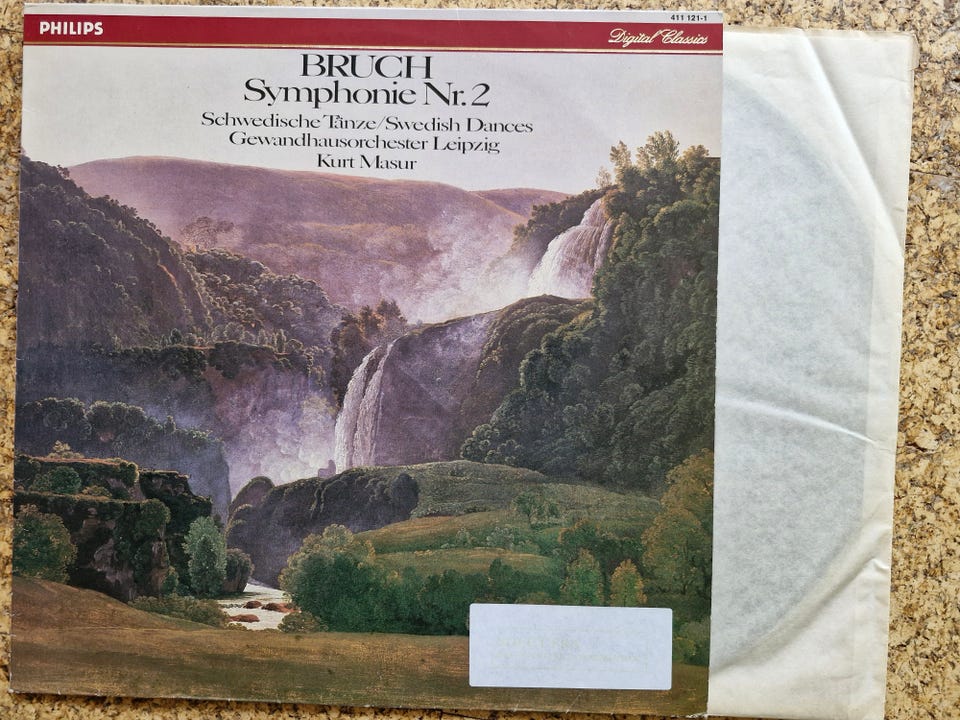 411 121-1
PHILIPS
Digital Classics
BRUCH
Symphonie Nr. 2
Schwedische Tänze/Swedish Dances
Gewandhausorchester Leipzig
Kurt Masur